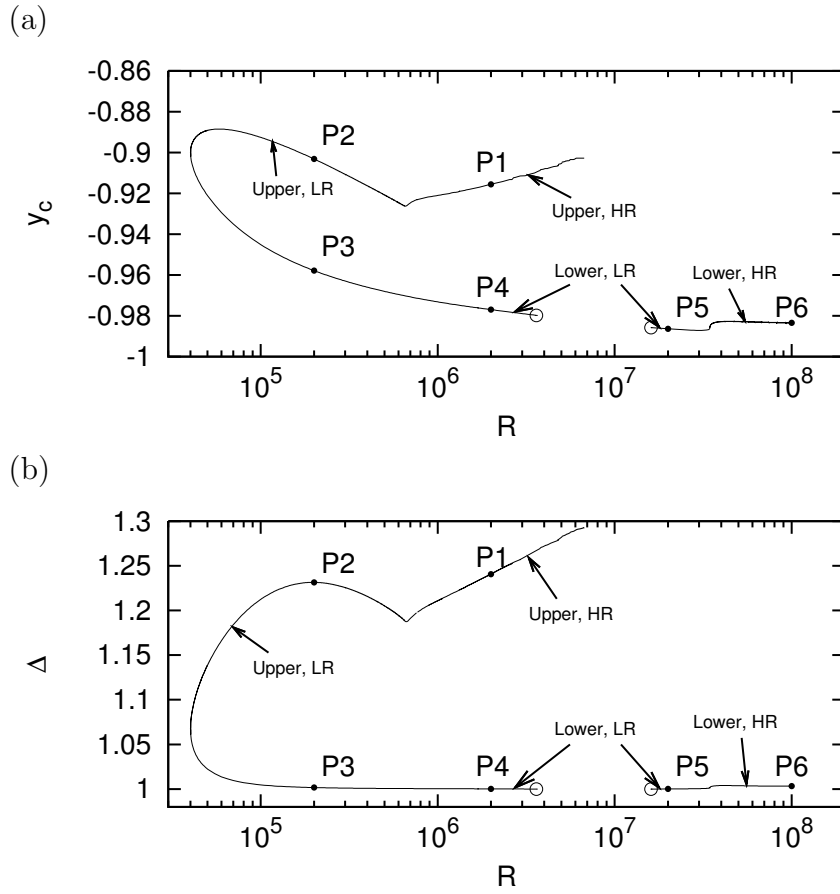 (a)
-0.86
-0.88
-0.9
-0.92
-0.94
-0.96
-0.98
-1
y_c
P2
P1
Upper, LR
Upper, HR
P3
P4
Lower, LR
P5
Lower, HR
P6
10^5
10^6
10^7
10^8
R
(b)
1.3
1.25
1.2
1.15
1.1
1.05
1
Δ
P2
P1
Upper, HR
Upper, LR
P3
P4
Lower, LR
P5
Lower, HR
P6
10^5
10^6
10^7
10^8
R